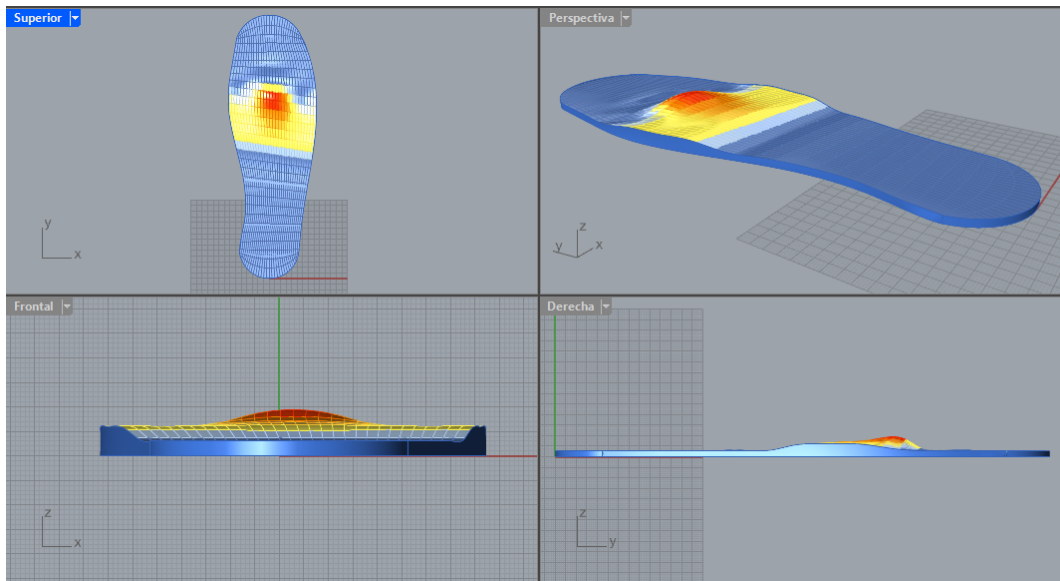 Superior
Perspectiva
y
x
z
y
x
Frontal
Derecha
z
x
z
y